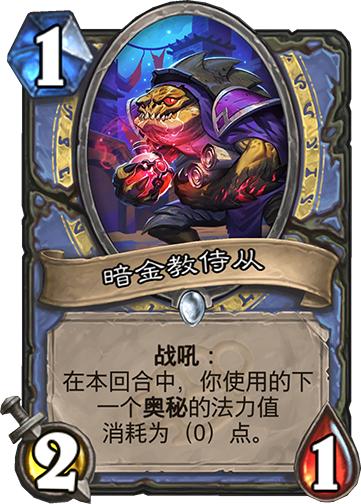 1
暗金教侍从
战吼：
在本回合中，你使用的下
一个奥秘的法力值
消耗为（0）点。
2
1